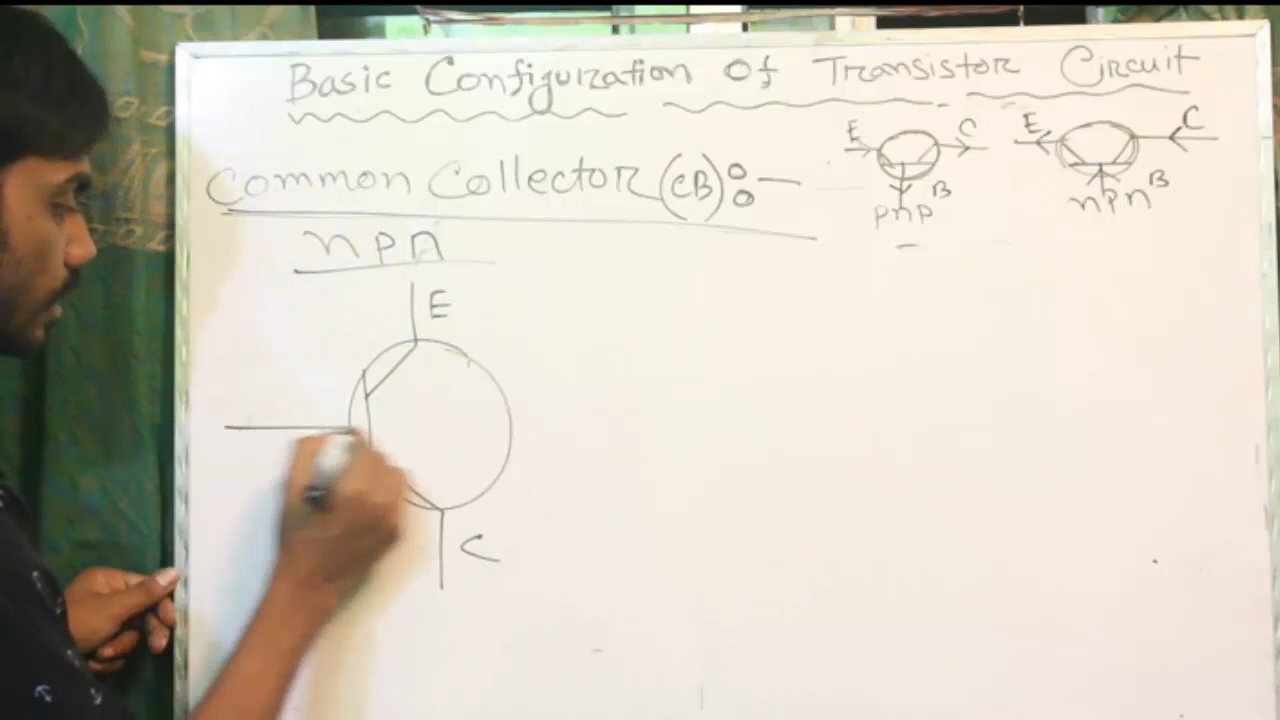 Basic Configuration Of Transistor Circuit
Common Collector (CB):-
E C
B
pnp
E C
B
npn
npn
E
C